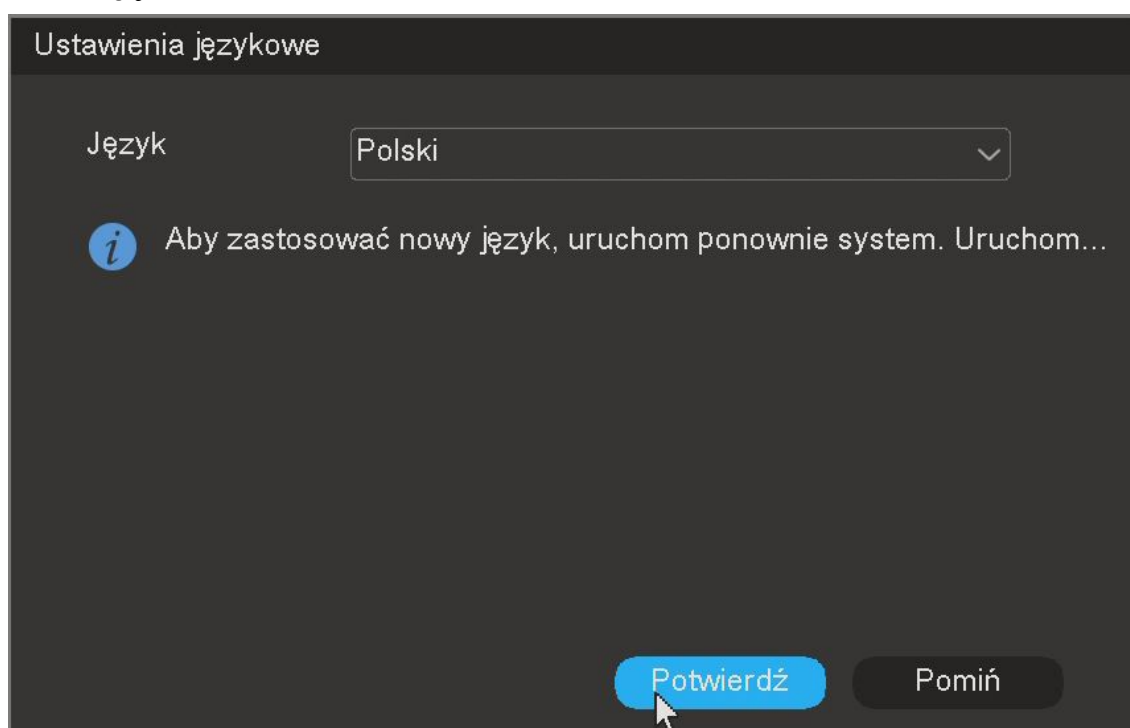 Ustawienia językowe
Język
Polski
Aby zastosować nowy język, uruchom ponownie system. Uruchom...
Potwierdź
Pomiń